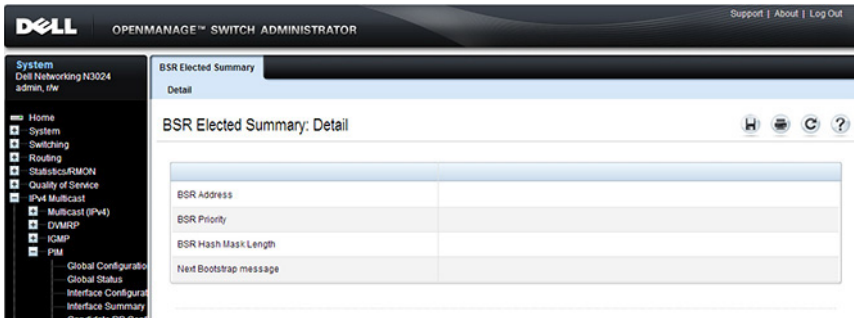 Support | About | Log Out
DELL
OPENMANAGE™ SWITCH ADMINISTRATOR
System
Dell Networking N3024
admin, r/w
Home
System
Switching
Routing
Statistics/RMON
Quality of Service
IPv4 Multicast
Multicast (IPv4)
DVMRP
IGMP
PIM
Global Configuratio
Global Status
Interface Configurat
Interface Summary
BSR Elected Summary
Detail
BSR Elected Summary: Detail
BSR Address
BSR Priority
BSR Hash Mask Length
Next Bootstrap message